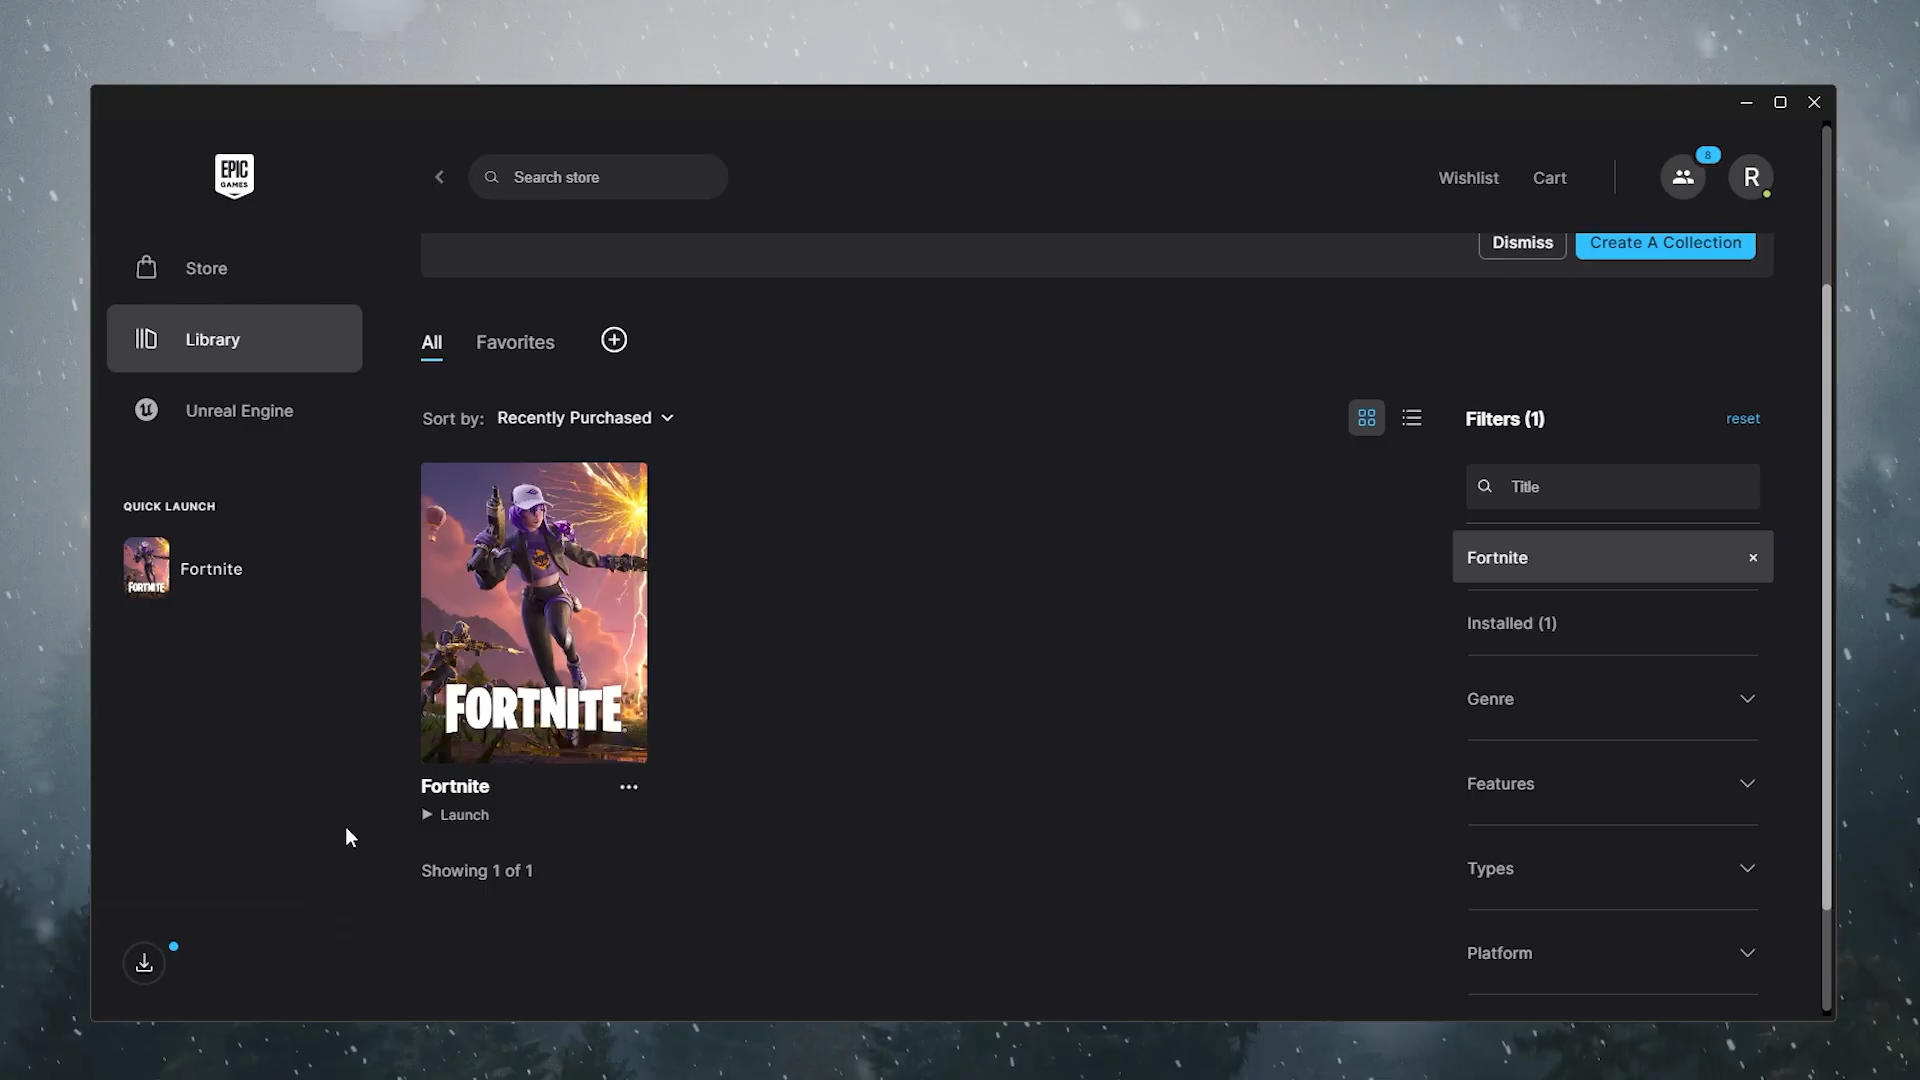 EPIC
GAMES
Search store
Wishlist
Cart
8
R
Dismiss
Create A Collection
Store
Library
Unreal Engine
QUICK LAUNCH
FORTNITE
Fortnite
All
Favorites
Sort by: Recently Purchased
FORTNITE
Fortnite
Launch
Showing 1 of 1
Filters (1)
reset
Title
Fortnite
Installed (1)
Genre
Features
Types
Platform